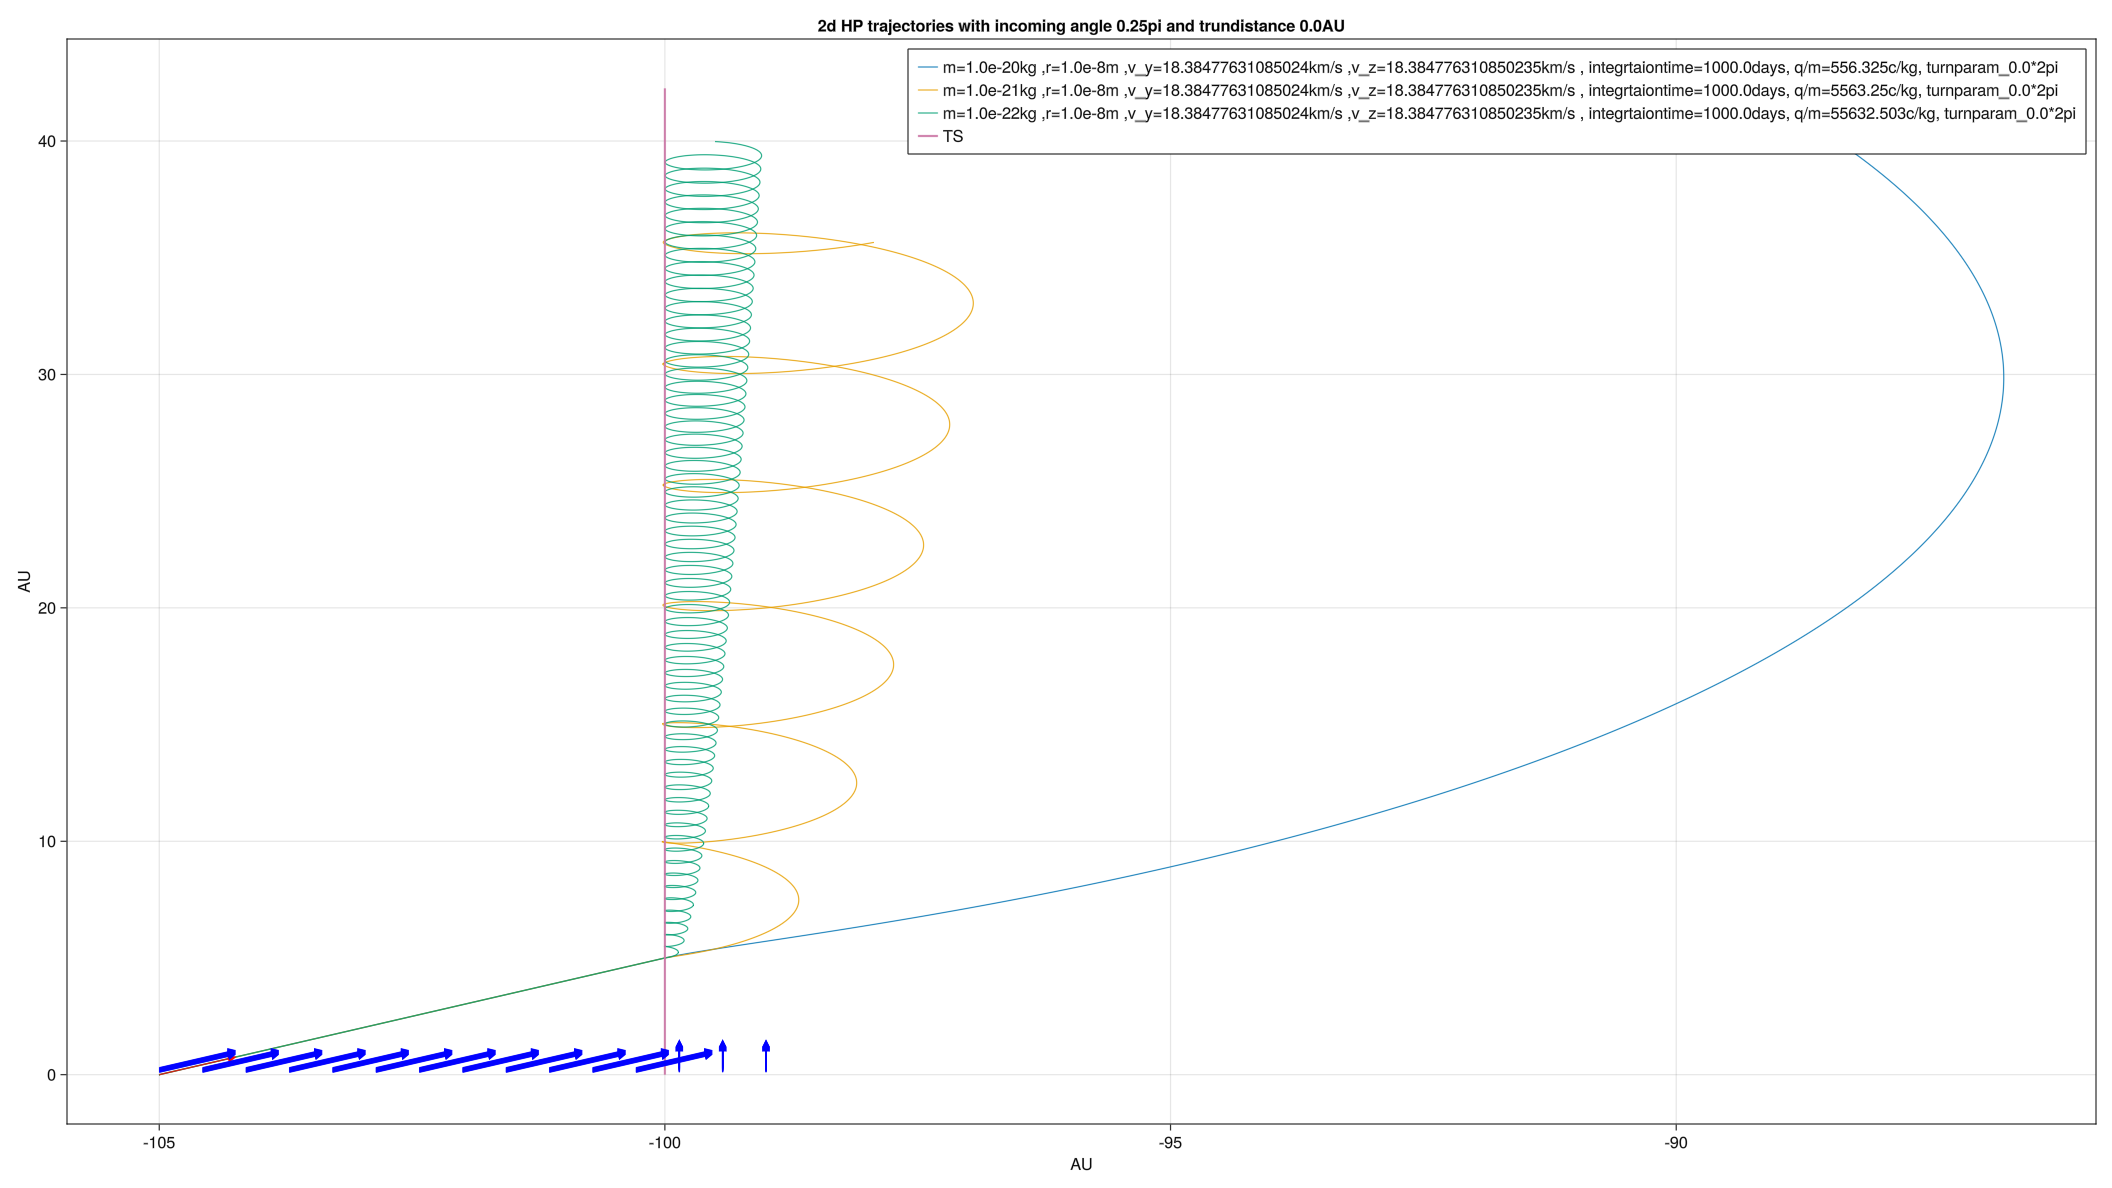 2d HP trajectories with incoming angle 0.25pi and trundistance 0.0AU
m=1.0e-20kg ,r=1.0e-8m ,v_y=18.38477631085024km/s ,v_z=18.384776310850235km/s , integrtaiontime=1000.0days, q/m=556.325c/kg, turnparam_0.0*2pi
m=1.0e-21kg ,r=1.0e-8m ,v_y=18.38477631085024km/s ,v_z=18.384776310850235km/s , integrtaiontime=1000.0days, q/m=5563.25c/kg, turnparam_0.0*2pi
m=1.0e-22kg ,r=1.0e-8m ,v_y=18.38477631085024km/s ,v_z=18.384776310850235km/s , integrtaiontime=1000.0days, q/m=55632.503c/kg, turnparam_0.0*2pi
TS
40
30
20
10
0
AU
-105
-100
-95
-90
AU